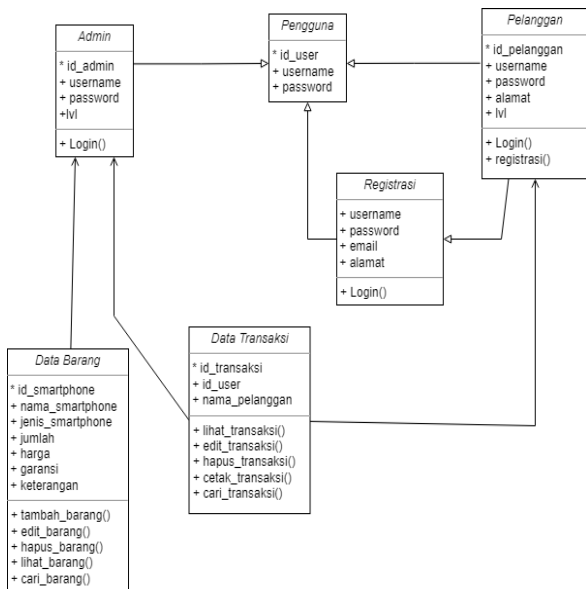 Admin
* id_admin
+ username
+ password
+lvl
+ Login()
Pengguna
* id_user
+ username
+ password
Pelanggan
* id_pelanggan
+ username
+ password
+ alamat
+ lvl
+ Login()
+ registrasi()
Registrasi
+ username
+ password
+ email
+ alamat
+ Login()
Data Transaksi
* id_transaksi
+ id_user
+ nama_pelanggan
+ lihat_transaksi()
+ edit_transaksi()
+ hapus_transaksi()
+ cetak_transaksi()
+ cari_transaksi()
Data Barang
* id_smartphone
+ nama_smartphone
+ jenis_smartphone
+ jumlah
+ harga
+ garansi
+ keterangan
+ tambah_barang()
+ edit_barang()
+ hapus_barang()
+ lihat_barang()
+ cari_barang()